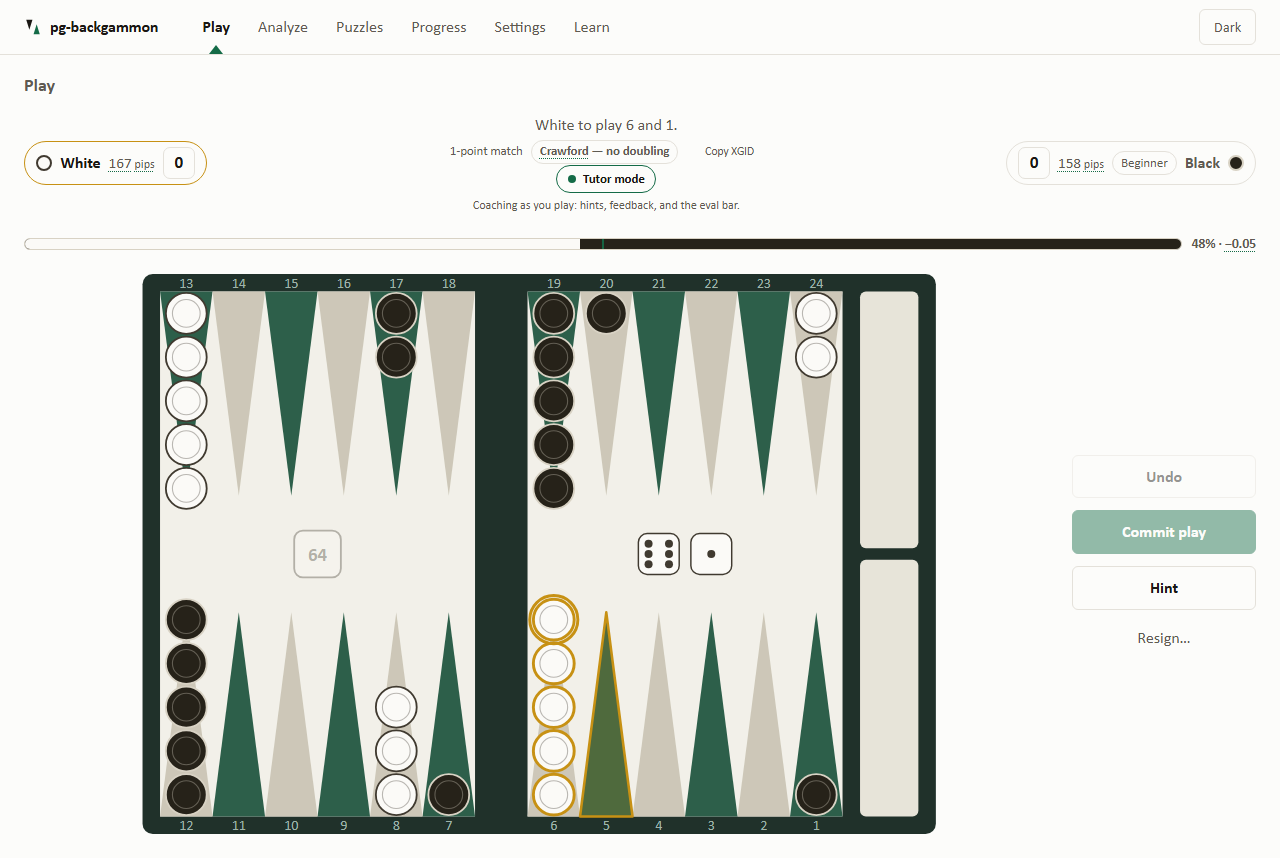 pg-backgammon Play Analyze Puzzles Progress Settings Learn Dark
Play
White to play 6 and 1.
White 167 pips 0
1-point match Crawford — no doubling Copy XGID
Tutor mode
Coaching as you play: hints, feedback, and the eval bar.
0 158 pips Beginner Black
48% · −0.05
13 14 15 16 17 18 19 20 21 22 23 24
64
12 11 10 9 8 7 6 5 4 3 2 1
Undo
Commit play
Hint
Resign...